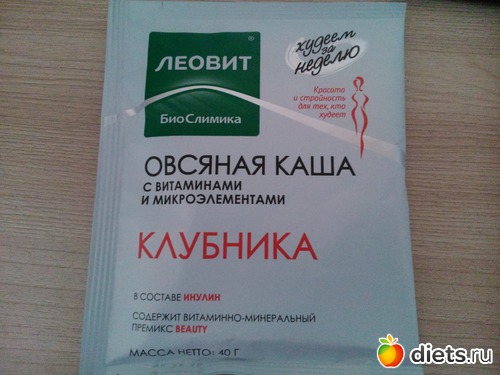 ЛЕОВИТ®
БиоСлимика
худеем за
неделю
Красота
и стройность
для тех, кто
худеет
ОВСЯНАЯ КАША
С ВИТАМИНАМИ
И МИКРОЭЛЕМЕНТАМИ
КЛУБНИКА
В СОСТАВЕ ИНУЛИН
СОДЕРЖИТ ВИТАМИННО-МИНЕРАЛЬНЫЙ
ПРЕМИКС BEAUTY
МАССА НЕТТО: 40 Г
diets.ru